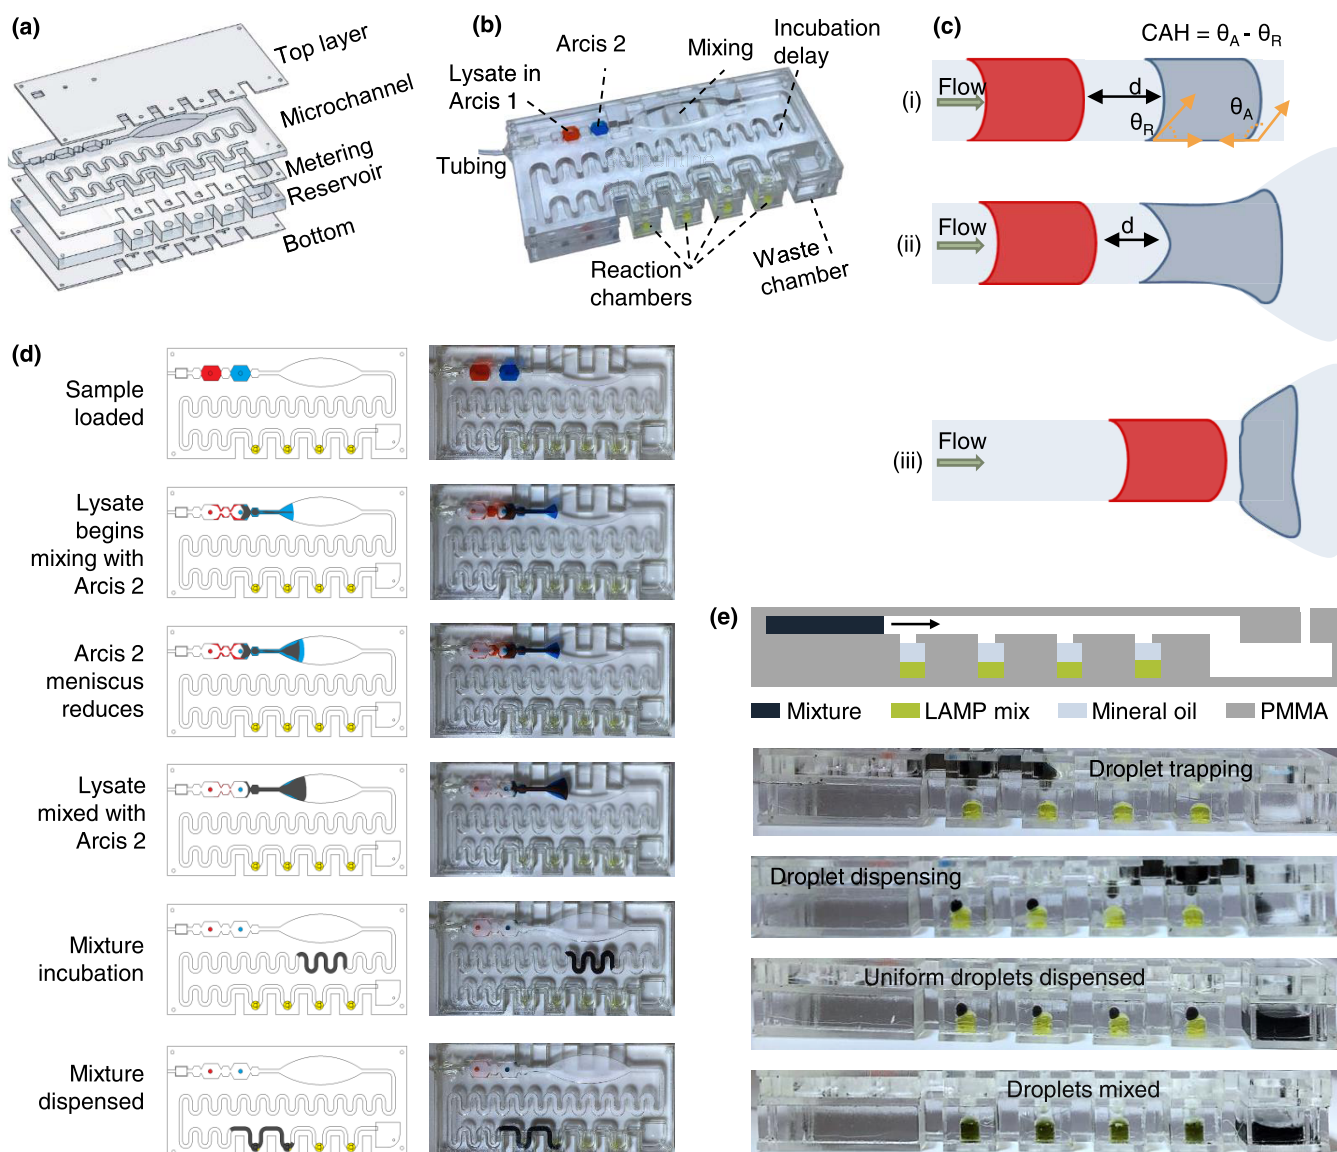 (a)
Top layer
Microchannel
Metering
Reservoir
Bottom
(b)
Arcis 2
Mixing
Incubation
delay
Lysate in
Arcis 1
Tubing
Reaction
chambers
Waste
chamber
(c)
CAH = θA - θR
(i)
Flow
d
θR
θA
(ii)
Flow
d
(iii)
Flow
(d)
Sample
loaded
Lysate
begins
mixing with
Arcis 2
Arcis 2
meniscus
reduces
Lysate
mixed with
Arcis 2
Mixture
incubation
Mixture
dispensed
(e)
Mixture
LAMP mix
Mineral oil
PMMA
Droplet trapping
Droplet dispensing
Uniform droplets dispensed
Droplets mixed